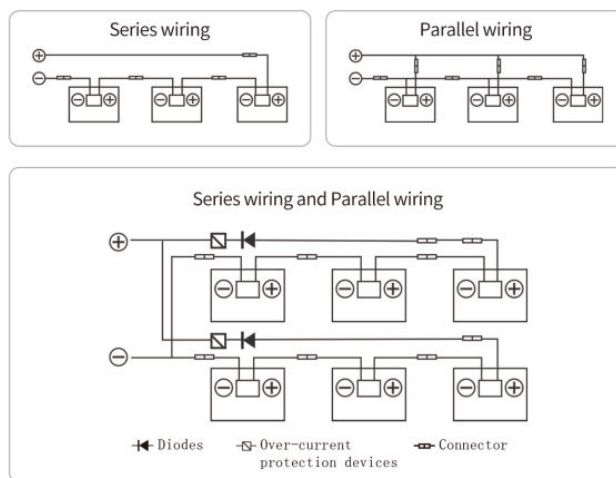 Series wiring
Parallel wiring
Series wiring and Parallel wiring
Diodes
Over-current
protection devices
Connector